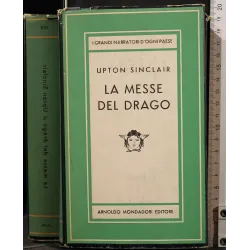 I GRANDI NARRATORI D'OGNI PAESE
UPTON SINCLAIR
LA MESSE
DEL DRAGO
ARNOLDO MONDADORI EDITORE